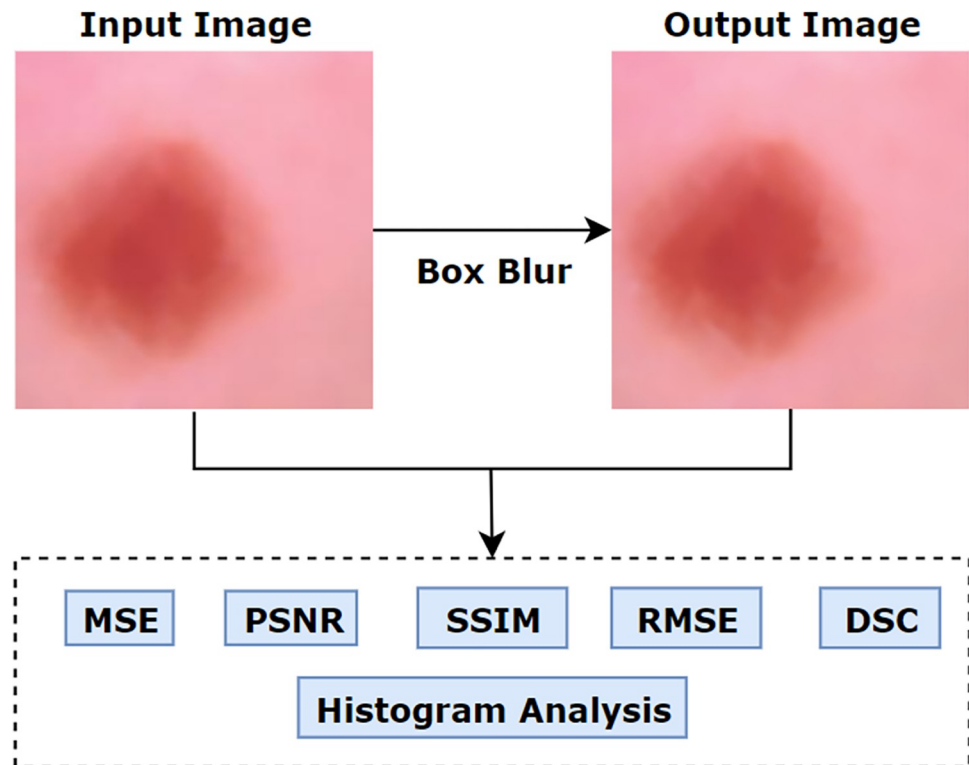 Input Image
Output Image
Box Blur
MSE
PSNR
SSIM
RMSE
DSC
Histogram Analysis